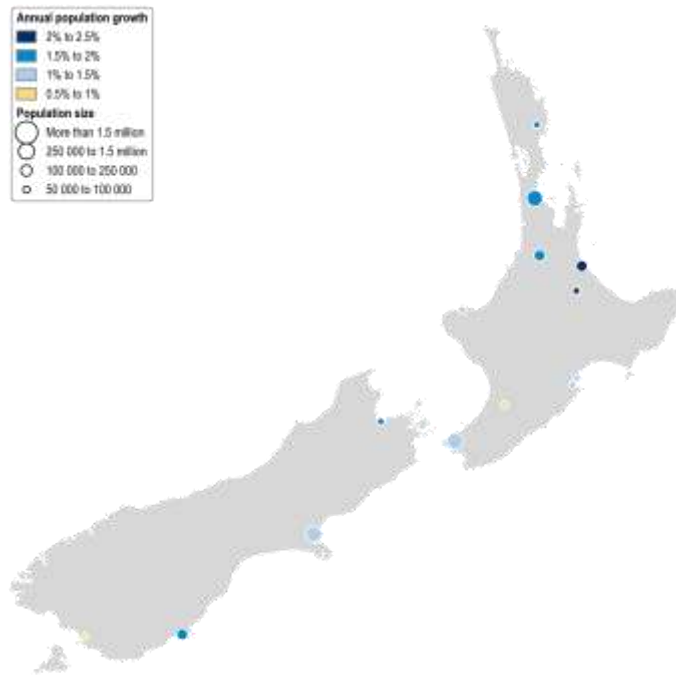 Annual population growth
2% to 2.5%
1.5% to 2%
1% to 1.5%
0.5% to 1%
Population size
More than 1.5 million
250 000 to 1.5 million
100 000 to 250 000
50 000 to 100 000